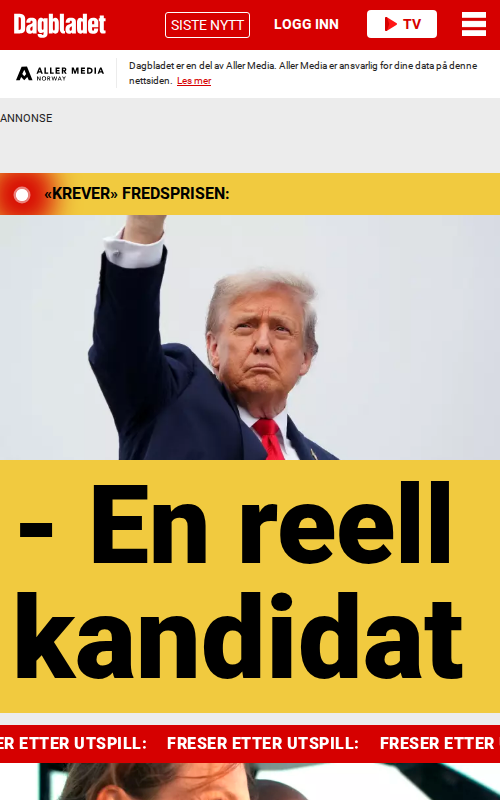 Dagbladet
SISTE NYTT
LOGG INN
TV
ALLER MEDIA
NORWAY
Dagbladet er en del av Aller Media. Aller Media er ansvarlig for dine data på denne
nettsiden. Les mer
ANNONSE
«KREVER» FREDSPRISEN:
- En reell
kandidat
ER ETTER UTSPILL: FRESER ETTER UTSPILL: FRESER ETTER